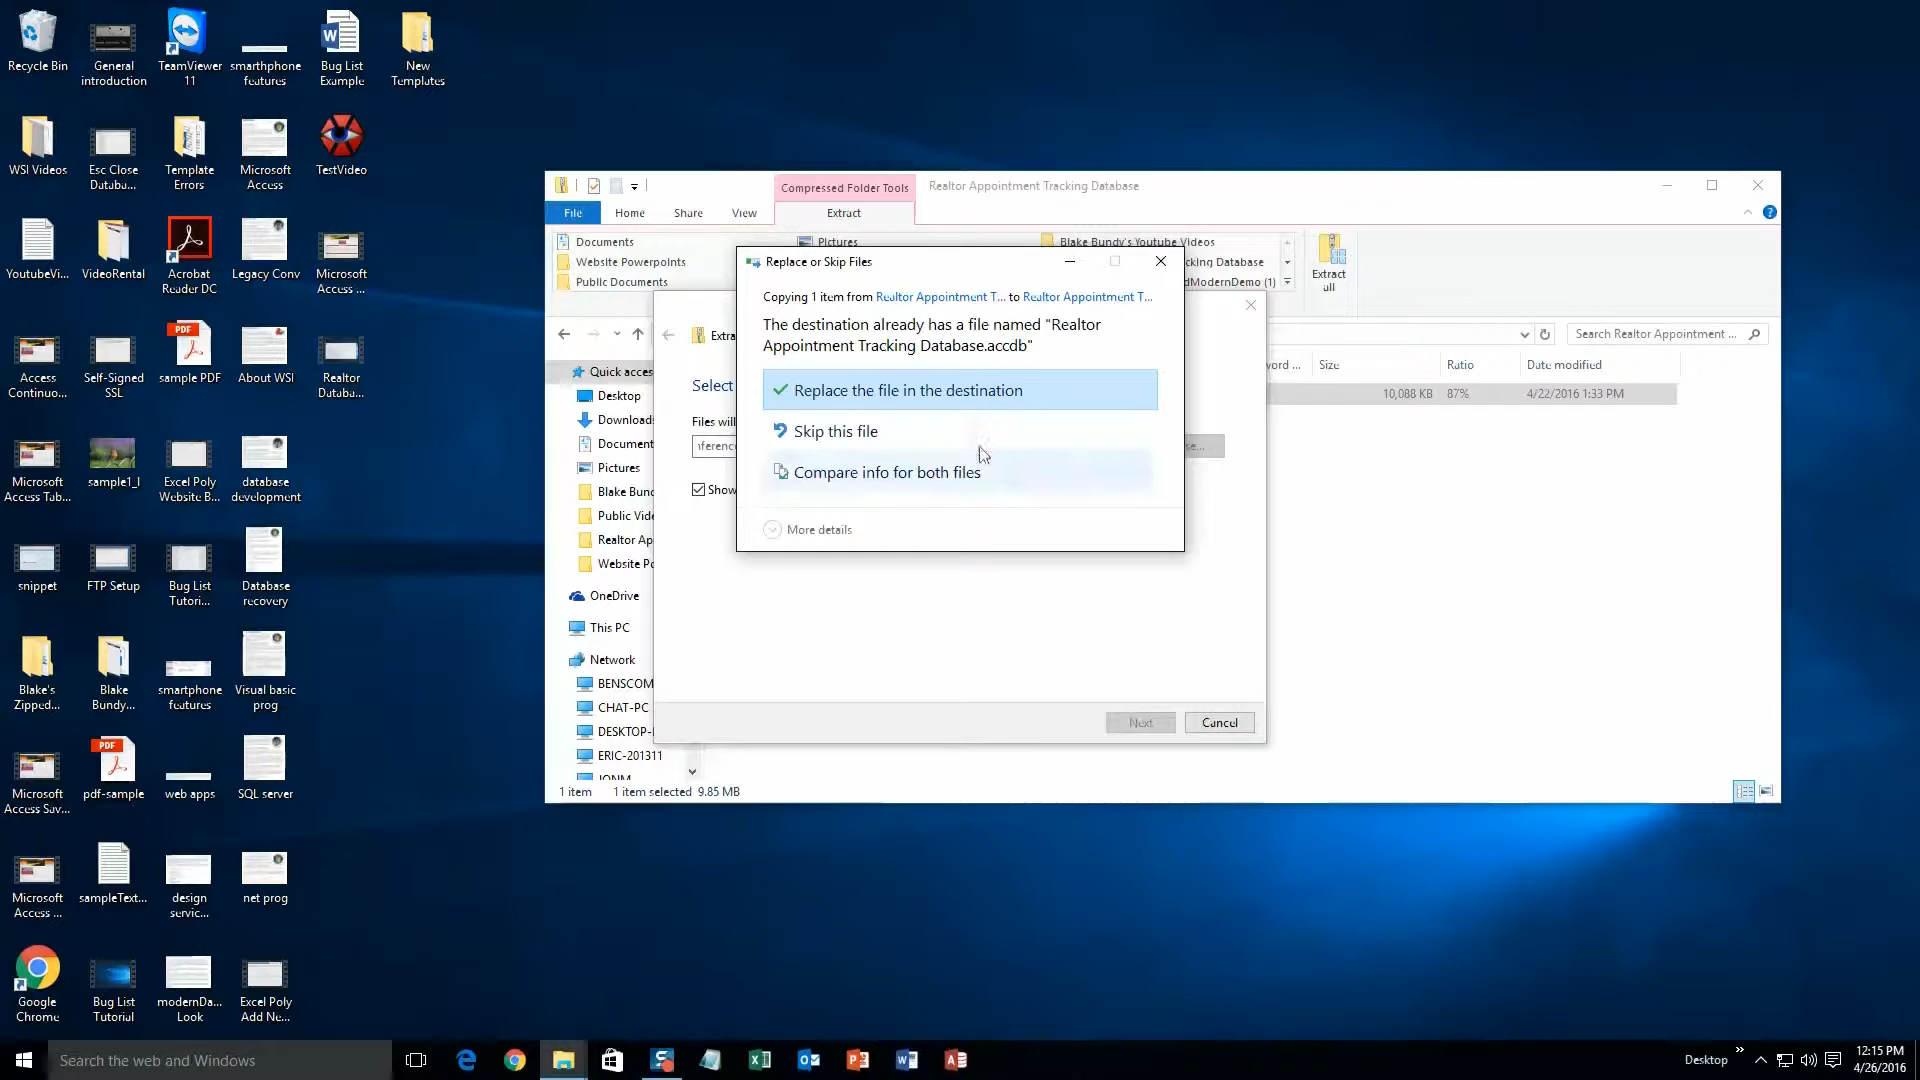 Recycle Bin
General
introduction
TeamViewer
11
smarthphone
features
Bug List
Example
New
Templates
WSI Videos
Esc Close
Databa...
Template
Errors
Microsoft
Access
TestVideo
YoutubeVi...
VideoRental
Acrobat
Reader DC
Legacy Conv
Microsoft
Access ...
Access
Continuo...
Self-Signed
SSL
PDF
sample PDF
About WSI
Realtor
Databa...
Microsoft
Access Tab...
sample1_l
Excel Poly
Website B...
database
development
snippet
FTP Setup
Bug List
Tutori...
Database
recovery
Blake's
Zipped...
Blake
Bundy...
smartphone
features
Visual basic
prog
Microsoft
Access Sav...
PDF
pdf-sample
web apps
SQL server
Microsoft
Access ...
sampleText...
design
servic...
net prog
Google
Chrome
Bug List
Tutorial
modernDa...
Look
Excel Poly
Add Ne...
Compressed Folder Tools
Realtor Appointment Tracking Database
File
Home
Share
View
Extract
Documents
Pictures
Blake Bundy's Youtube Videos
Website Powerpoints
cking Database
Public Documents
dModernDemo (1)
Extract
all
Search Realtor Appointment ...
Quick acces
Desktop
Download
Document
Pictures
Blake Bund
Public Vide
Realtor Ap
Website Po
OneDrive
This PC
Network
BENSCOM
CHAT-PC
DESKTOP-
ERIC-201311
JONM
word ...
Size
Ratio
Date modified
10,088 KB
87%
4/22/2016 1:33 PM
1 item
1 item selected 9.85 MB
Extra
Select
Files will
ference
se...
Show
Next
Cancel
Replace or Skip Files
Copying 1 item from Realtor Appointment T... to Realtor Appointment T...
The destination already has a file named "Realtor
Appointment Tracking Database.accdb"
Replace the file in the destination
Skip this file
Compare info for both files
More details
Search the web and Windows
Desktop
12:15 PM
4/26/2016